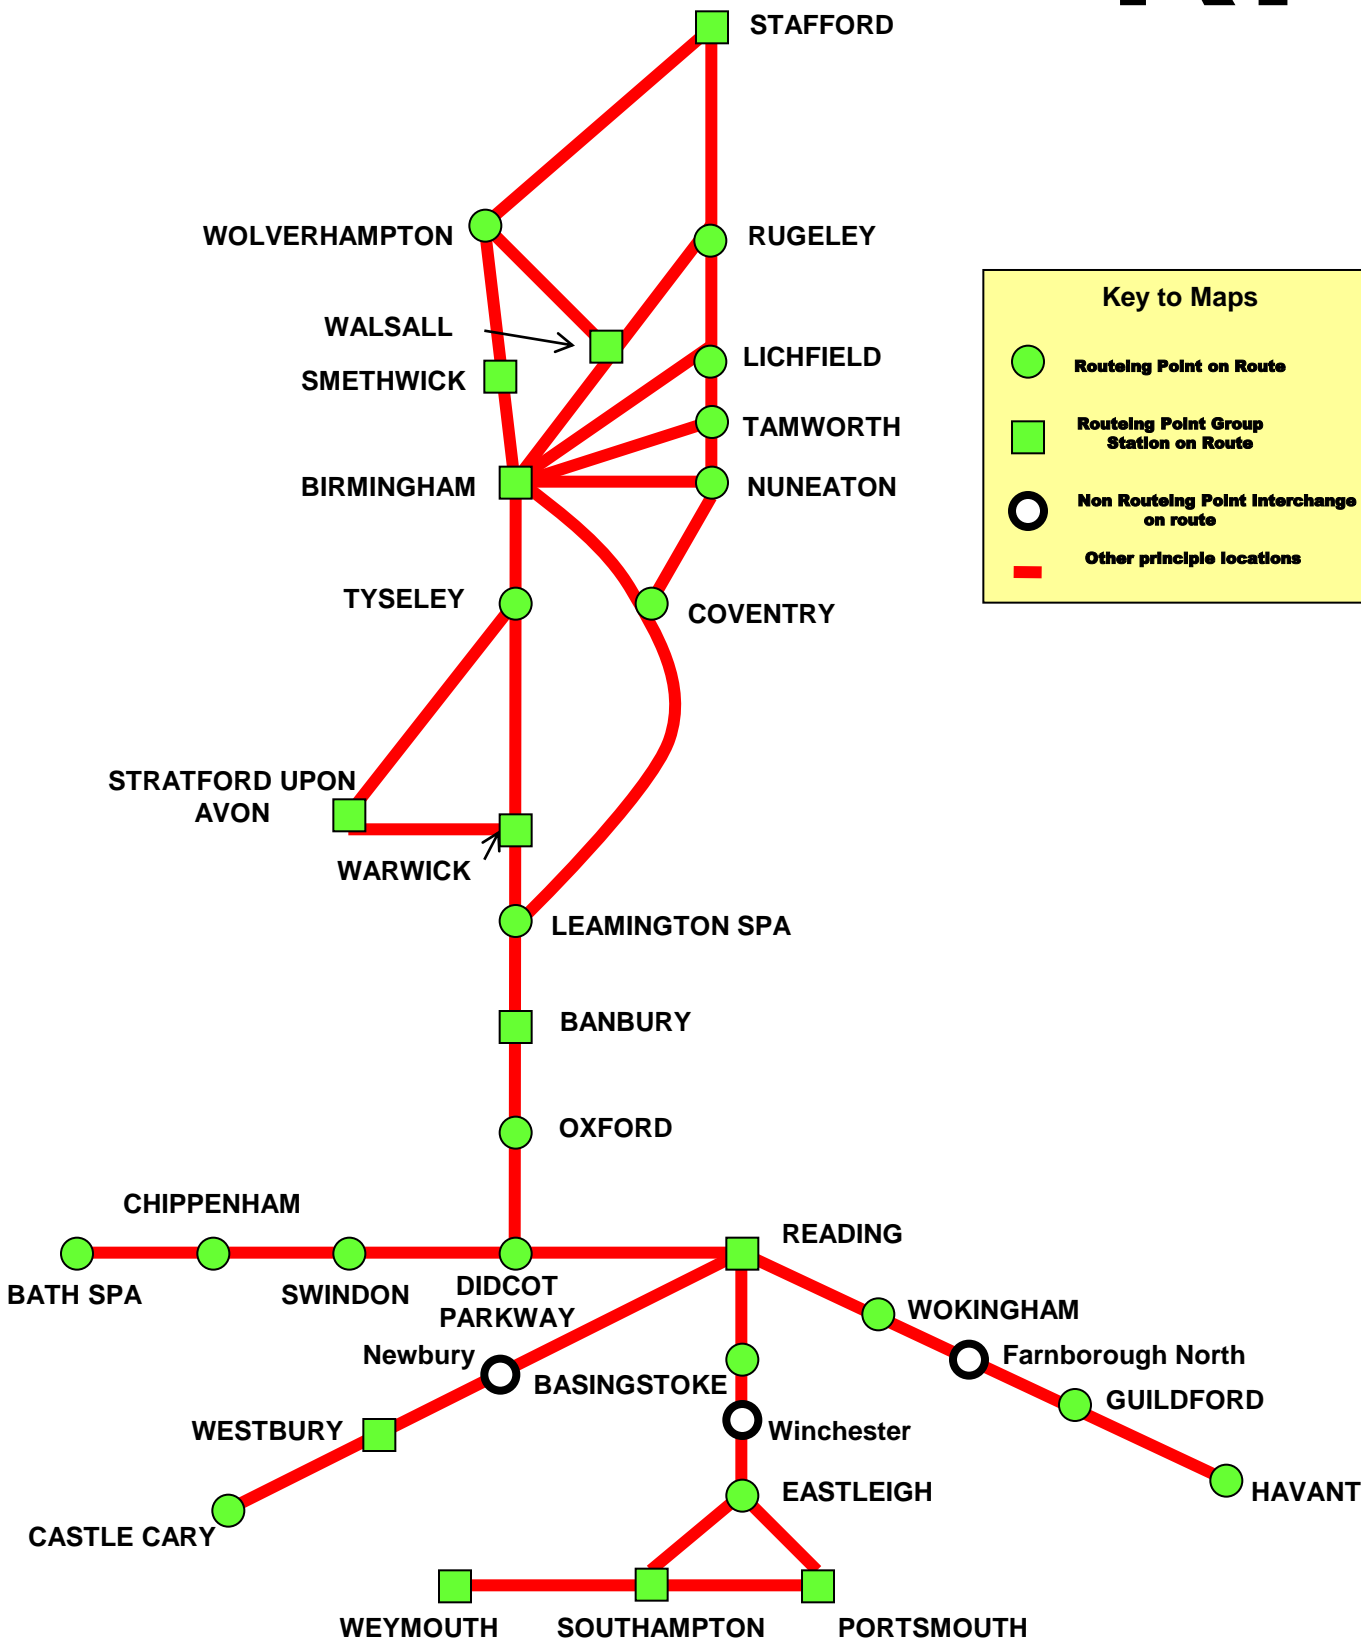 STAFFORD
WOLVERHAMPTON
RUGELEY
Key to Maps
WALSALL
LICHFIELD
Routeing Point on Route
SMETHWICK
TAMWORTH
Routeing Point Group
Station on Route
BIRMINGHAM
NUNEATON
Non Routeing Point Interchange
on route
Other principle locations
TYSELEY
COVENTRY
STRATFORD UPON
AVON
WARWICK
LEAMINGTON SPA
BANBURY
OXFORD
CHIPPENHAM
READING
BATH SPA
SWINDON
DIDCOT
PARKWAY
WOKINGHAM
Newbury
BASINGSTOKE
Farnborough North
GUILDFORD
WESTBURY
Winchester
EASTLEIGH
HAVANT
CASTLE CARY
WEYMOUTH
SOUTHAMPTON
PORTSMOUTH